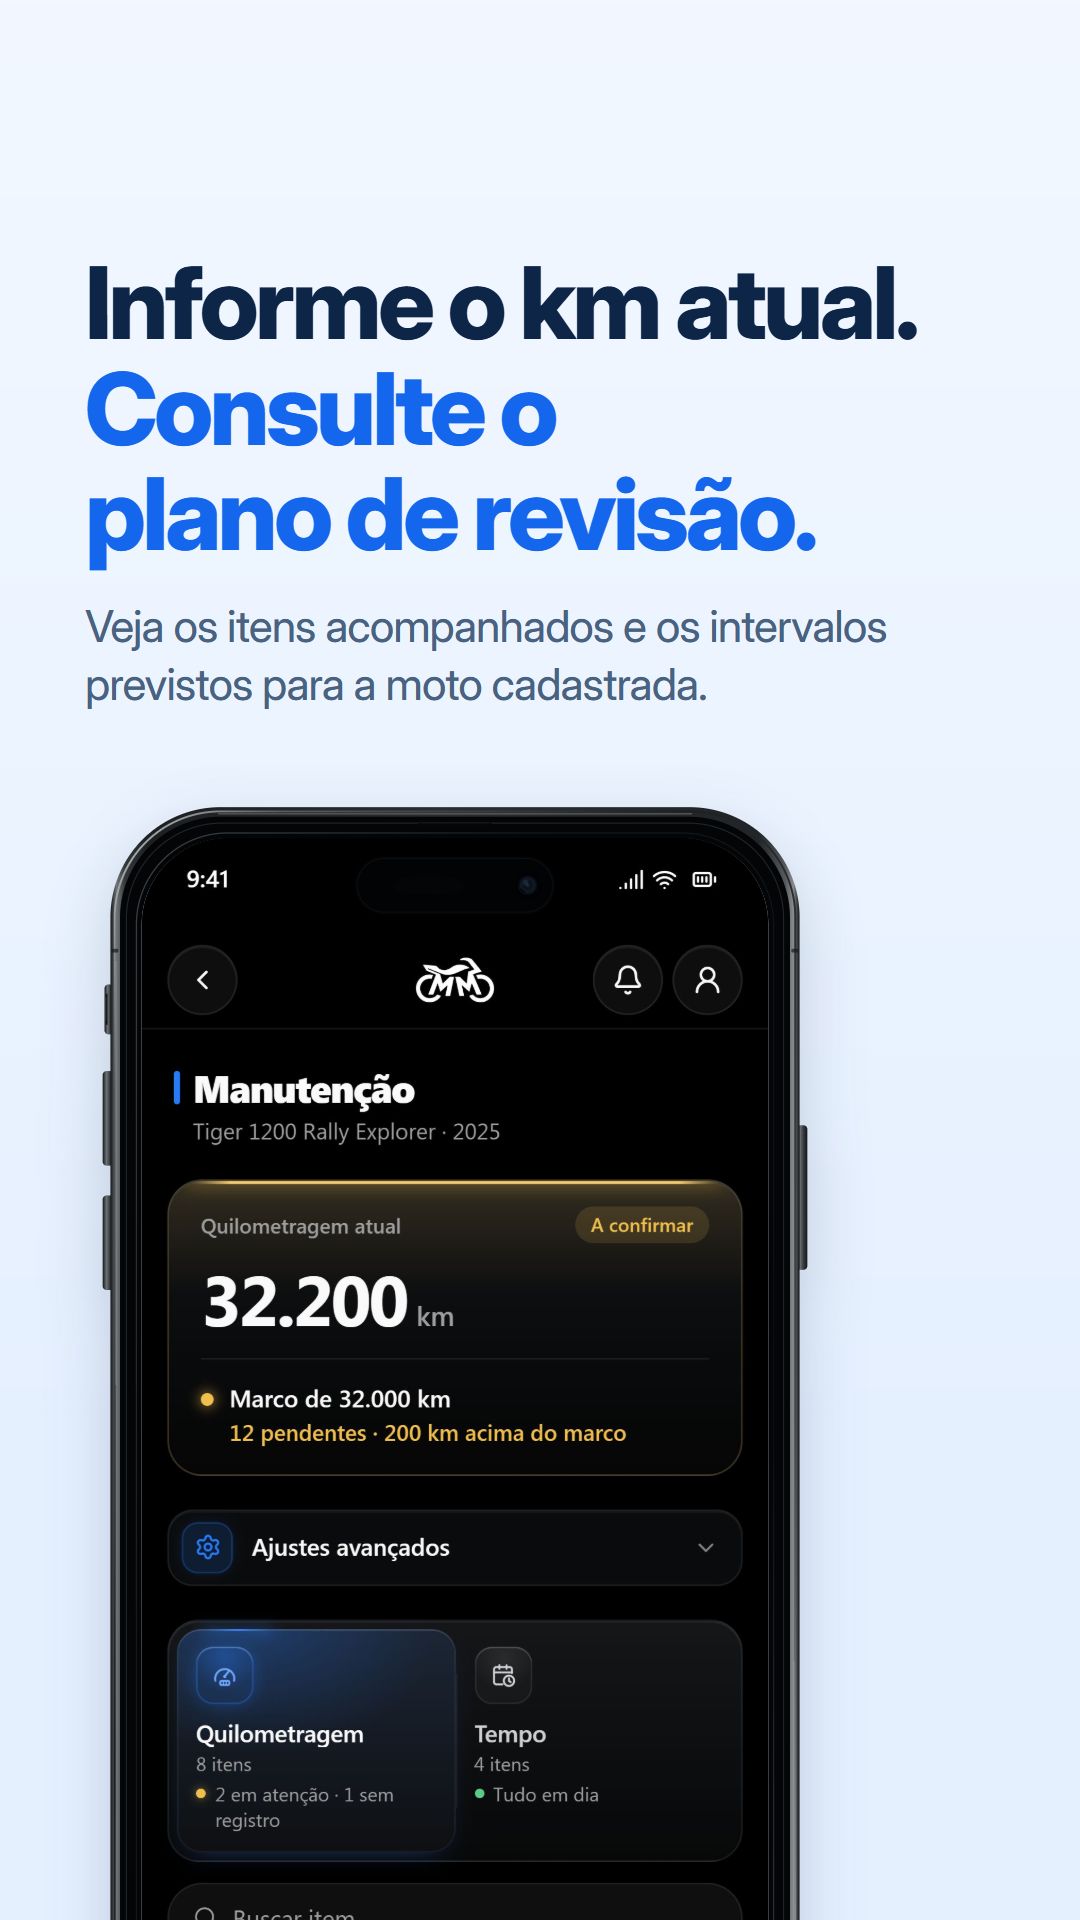 Informe o km atual.
Consulte o
plano de revisão.
Veja os itens acompanhados e os intervalos
previstos para a moto cadastrada.
9:41
MM
Manutenção
Tiger 1200 Rally Explorer · 2025
Quilometragem atual
A confirmar
32.200 km
Marco de 32.000 km
12 pendentes · 200 km acima do marco
Ajustes avançados
Quilometragem
8 itens
2 em atenção · 1 sem
registro
Tempo
4 itens
Tudo em dia
Buscar item